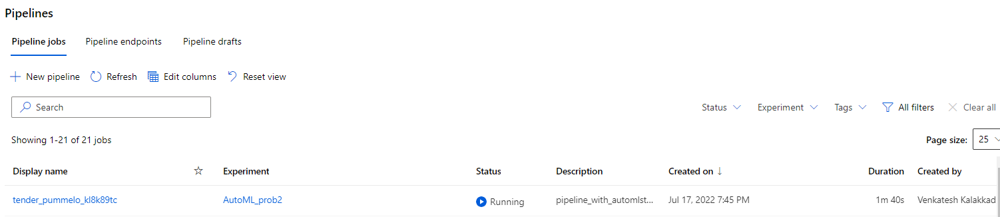 Pipelines
Pipeline jobs Pipeline endpoints Pipeline drafts
New pipeline Refresh Edit columns Reset view
Search Status Experiment Tags All filters Clear all
Showing 1-21 of 21 jobs Page size: 25
Display name Experiment Status Description Created on ↓ Duration Created by
tender_pummelo_kl8k89tc AutoML_prob2 Running pipeline_with_automlst... Jul 17, 2022 7:45 PM 1m 40s Venkatesh Kalakkad